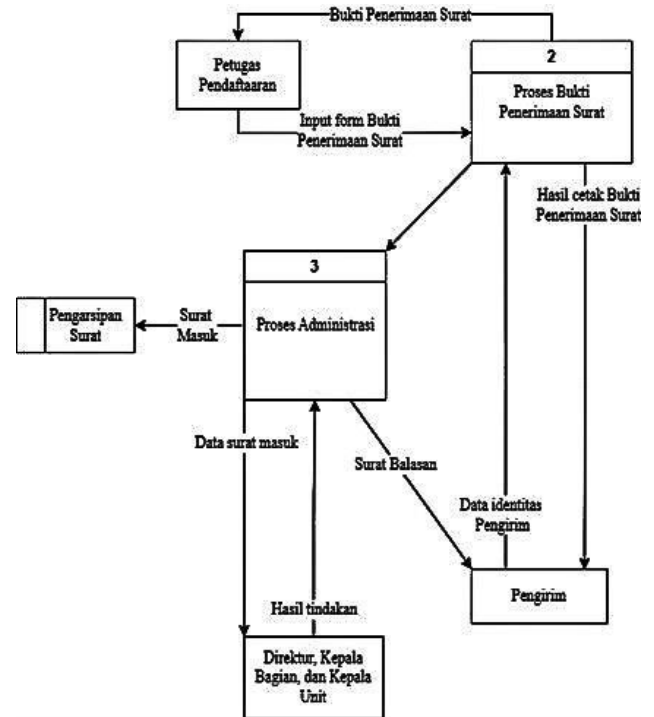 Bukti Penerimaan Surat
2
Petugas
Pendaftaaran
Proses Bukti
Penerimaan Surat
Input form Bukti
Penerimaan Surat
Hasil cetak Bukti
Penerimaan Surat
3
Proses Administrasi
Pengarsipan
Surat
Surat
Masuk
Data surat masuk
Surat Balasan
Data identitas
Pengirim
Hasil tindakan
Pengirim
Direktur, Kepala
Bagian, dan Kepala
Unit